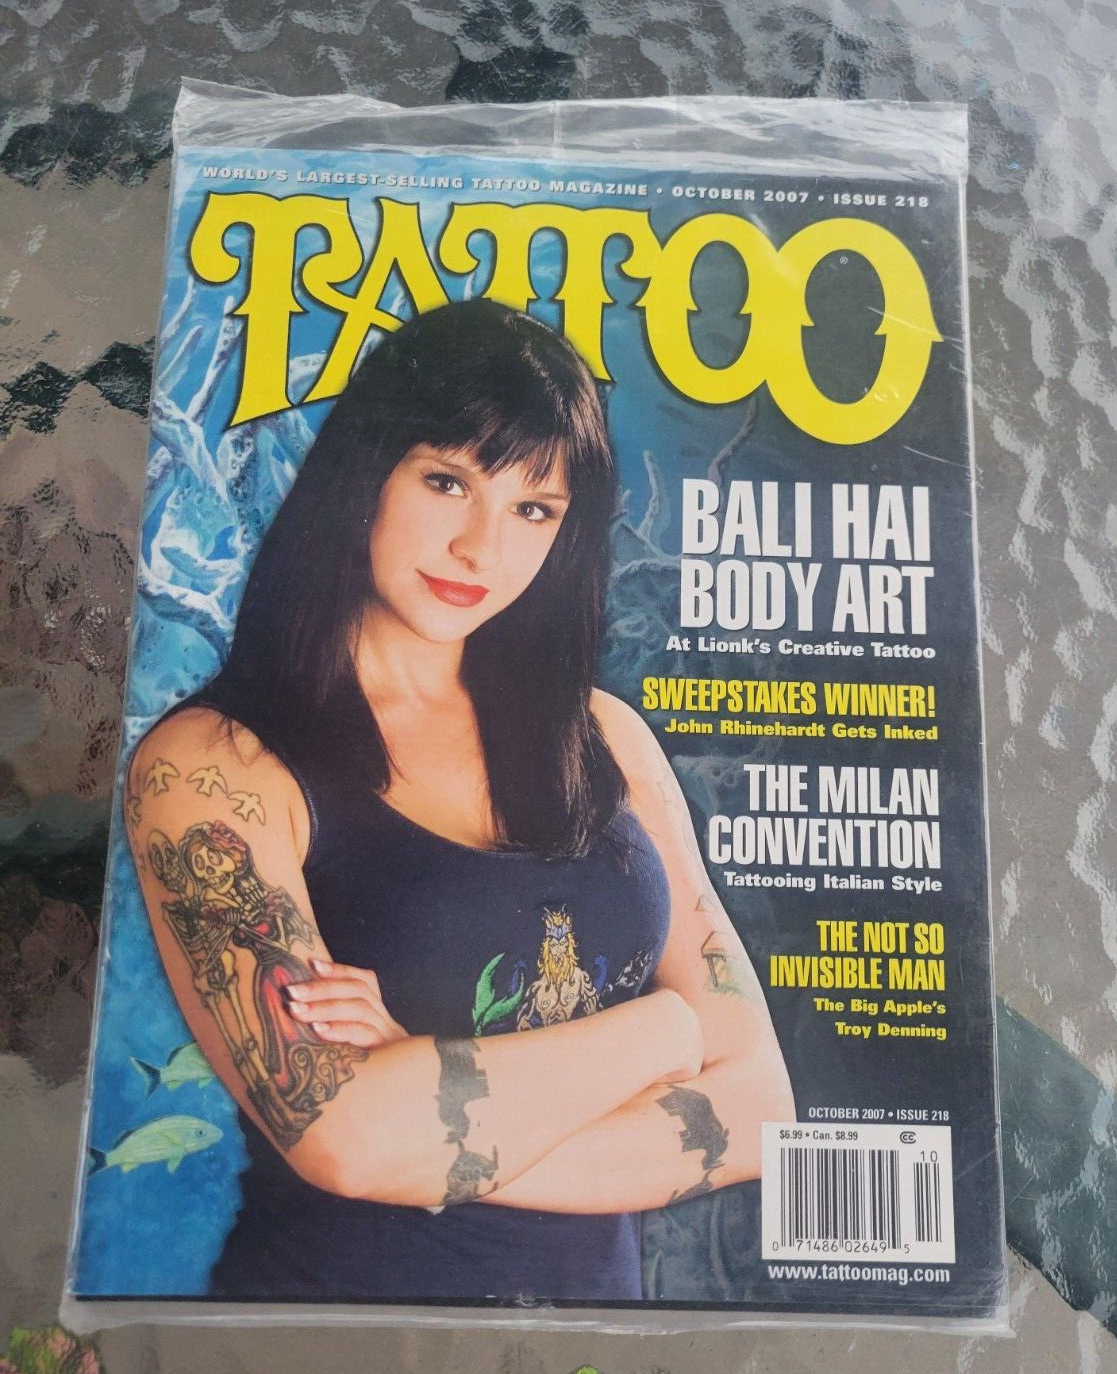 WORLD'S LARGEST-SELLING TATTOO MAGAZINE • OCTOBER 2007 • ISSUE 218
TATTOO
®
BALI HAI
BODY ART
At Lionk's Creative Tattoo
SWEEPSTAKES WINNER!
John Rhinehardt Gets Inked
THE MILAN
CONVENTION
Tattooing Italian Style
THE NOT SO
INVISIBLE MAN
The Big Apple's
Troy Denning
OCTOBER 2007 • ISSUE 218
$6.99 • Can. $8.99
CC
10
0 71486 02649 5
www.tattoomag.com